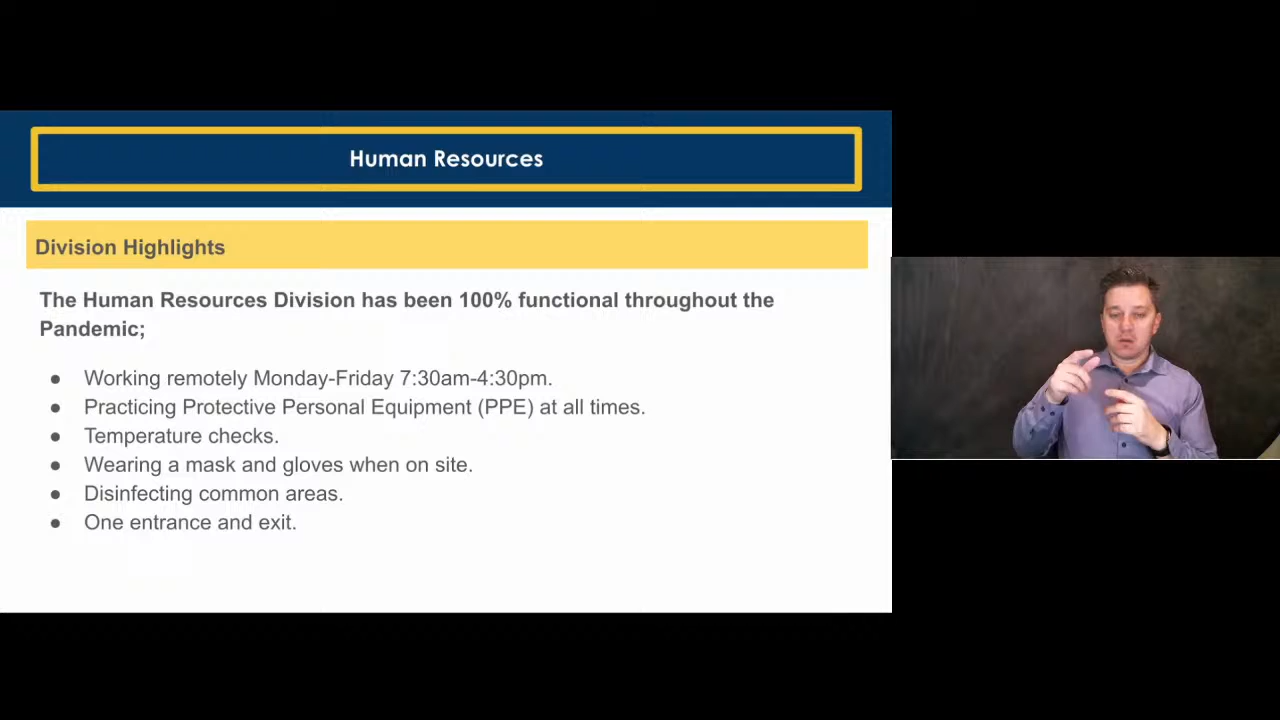 Human Resources
Division Highlights
The Human Resources Division has been 100% functional throughout the
Pandemic;
● Working remotely Monday-Friday 7:30am-4:30pm.
● Practicing Protective Personal Equipment (PPE) at all times.
● Temperature checks.
● Wearing a mask and gloves when on site.
● Disinfecting common areas.
● One entrance and exit.